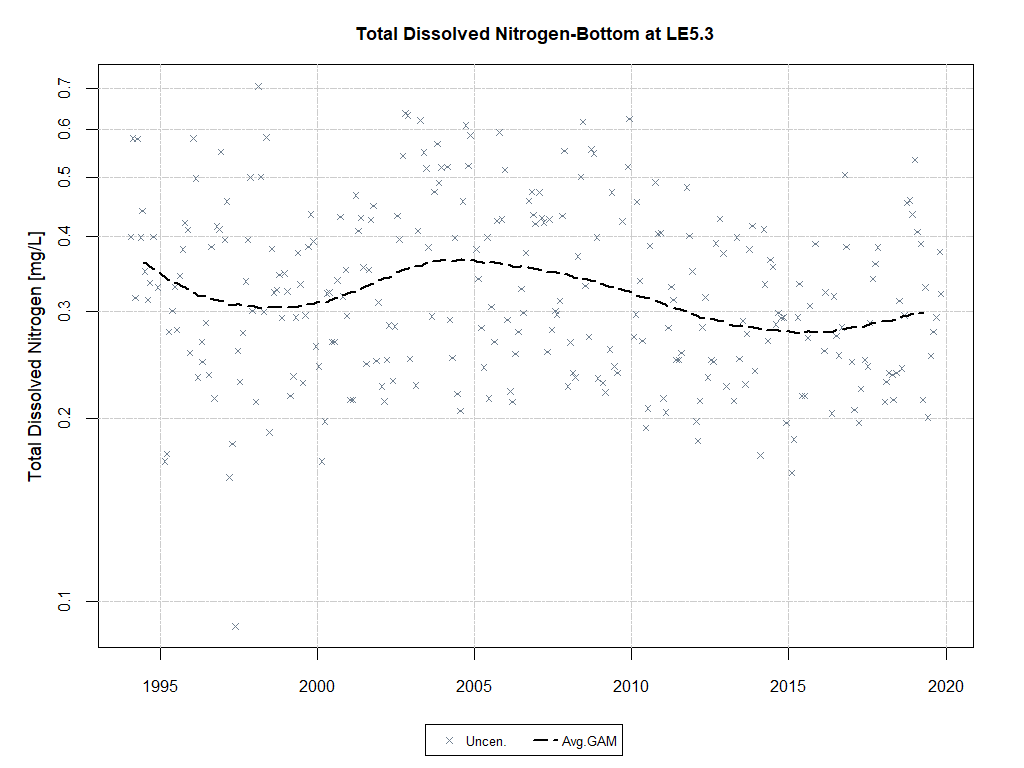 Total Dissolved Nitrogen-Bottom at LE5.3
Total Dissolved Nitrogen [mg/L]
0.7
0.6
0.5
0.4
0.3
0.2
0.1
1995 2000 2005 2010 2015 2020
Uncen. Avg.GAM